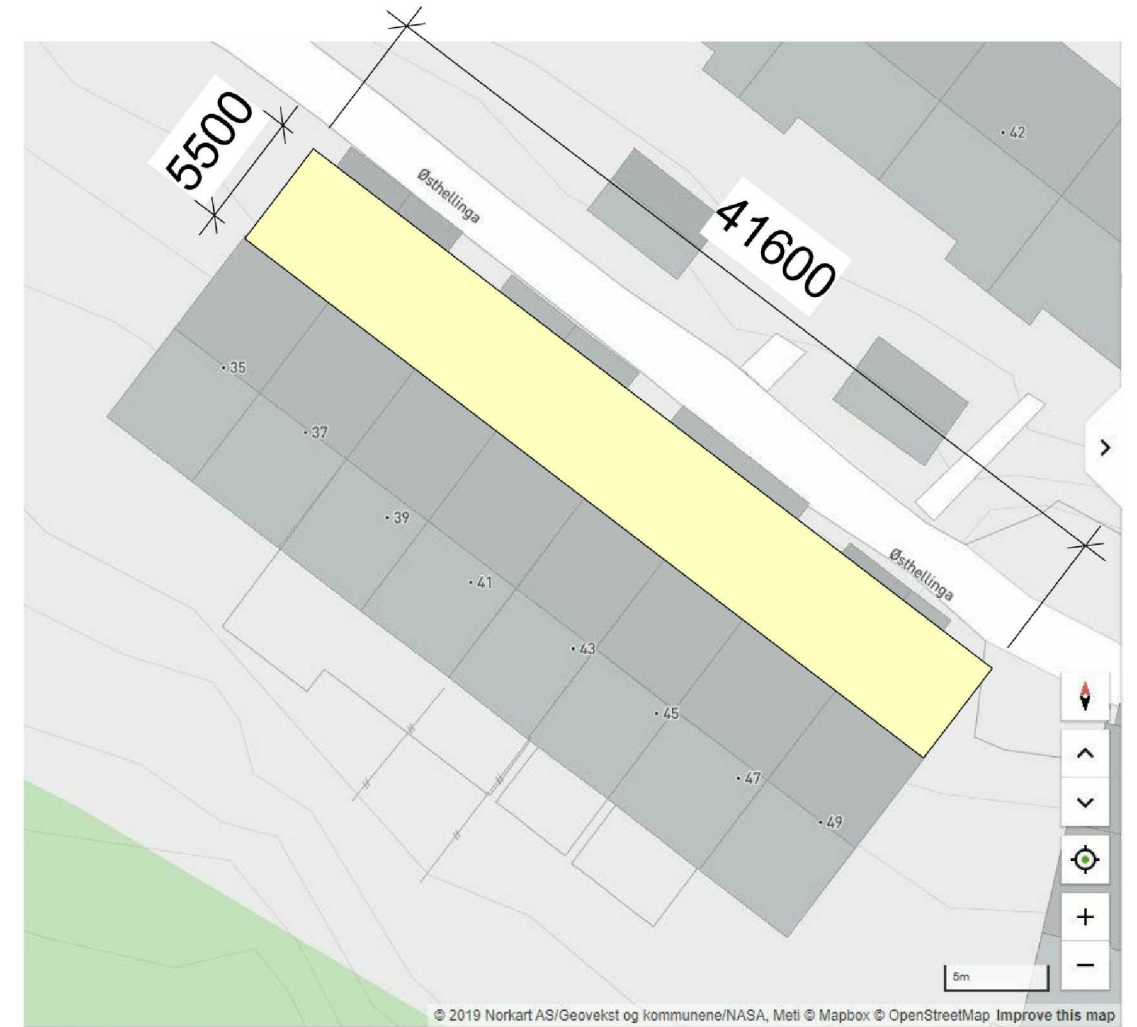 5500
Østhellinga
42
41600
35
37
39
41
Østhellinga
43
45
47
49
5m
© 2019 Norkart AS/Geovekst og kommunene/NASA, Meti © Mapbox © OpenStreetMap Improve this map